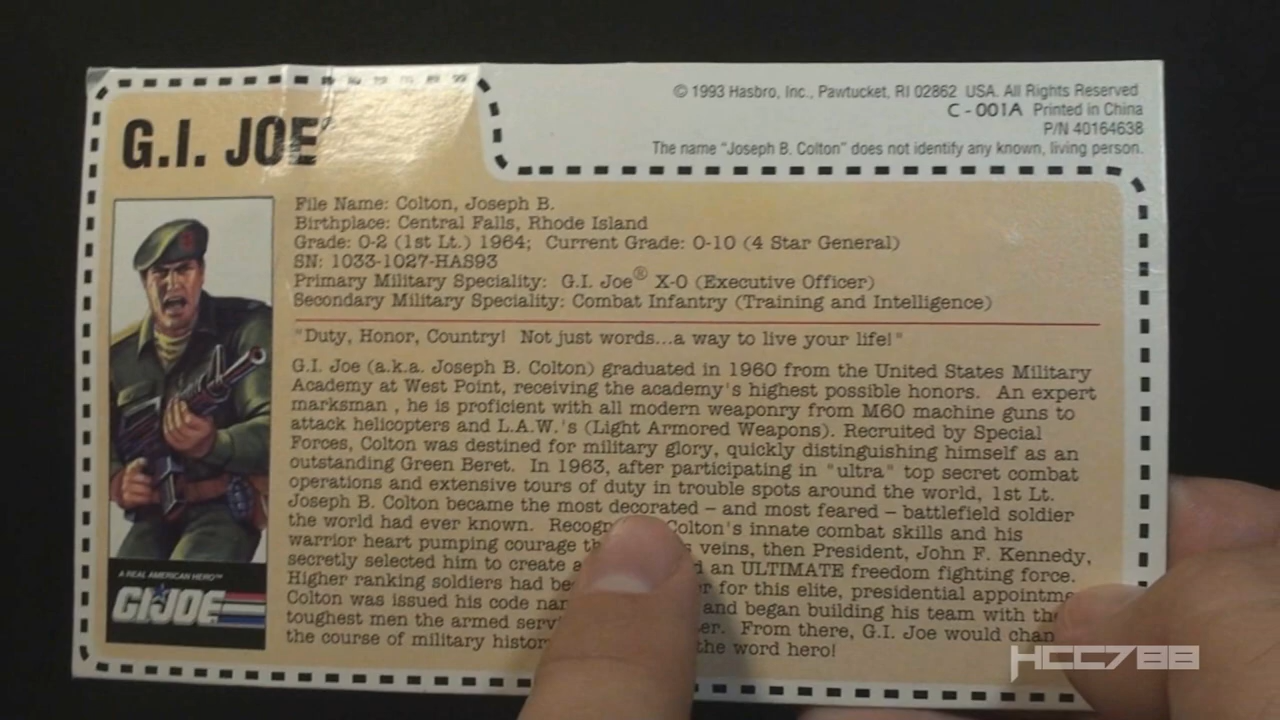 © 1993 Hasbro, Inc., Pawtucket, RI 02862 USA. All Rights Reserved
C-001A Printed in China
P/N 40164638
The name "Joseph B. Colton" does not identify any known, living person.
G.I. JOE
File Name: Colton, Joseph B.
Birthplace: Central Falls, Rhode Island
Grade: O-2 (1st Lt.) 1964; Current Grade: O-10 (4 Star General)
SN: 1033-1027-HAS93
Primary Military Speciality: G.I. Joe® X-O (Executive Officer)
Secondary Military Speciality: Combat Infantry (Training and Intelligence)
"Duty, Honor, Country! Not just words...a way to live your life!"
G.I. Joe (a.k.a. Joseph B. Colton) graduated in 1960 from the United States Military
Academy at West Point, receiving the academy's highest possible honors. An expert
marksman , he is proficient with all modern weaponry from M60 machine guns to
attack helicopters and L.A.W.'s (Light Armored Weapons). Recruited by Special
Forces, Colton was destined for military glory, quickly distinguishing himself as an
outstanding Green Beret. In 1963, after participating in "ultra" top secret combat
operations and extensive tours of duty in trouble spots around the world, 1st Lt.
Joseph B. Colton became the most decorated – and most feared – battlefield soldier
the world had ever known. Colton's innate combat skills and his
warrior heart pumping courage veins, then President, John F. Kennedy,
secretly selected him to create an ULTIMATE freedom fighting force.
Higher ranking soldiers had for this elite, presidential
Colton was issued his code and began building his team with
toughest men the armed From there, G.I. Joe would
the course of military the word hero!
A REAL AMERICAN HERO™
GIJOE
HCC788